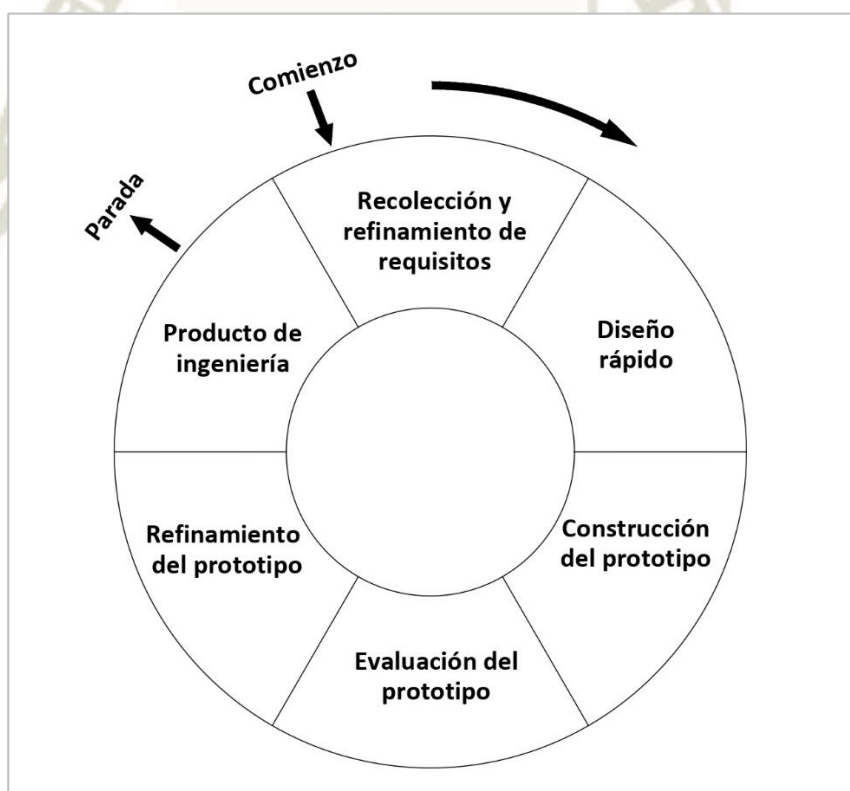 Comienzo
Parada
Recolección y
refinamiento de
requisitos
Diseño
rápido
Construcción
del prototipo
Evaluación del
prototipo
Refinamiento
del prototipo
Producto de
ingeniería